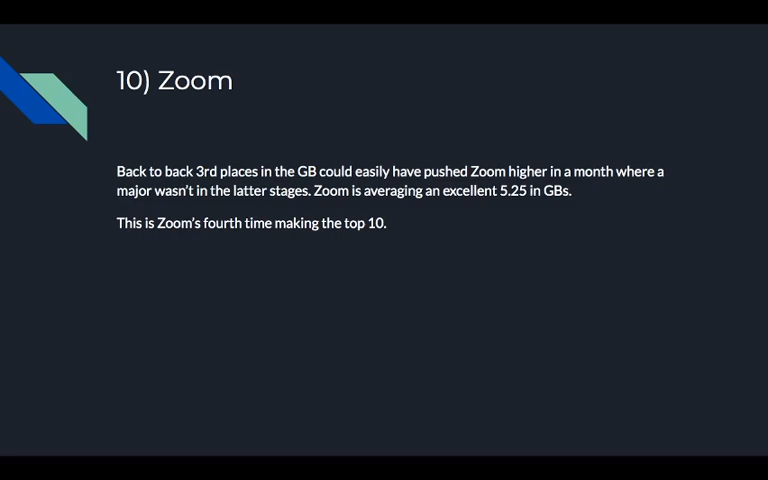 10) Zoom
Back to back 3rd places in the GB could easily have pushed Zoom higher in a month where a
major wasn't in the latter stages. Zoom is averaging an excellent 5.25 in GBs.
This is Zoom's fourth time making the top 10.